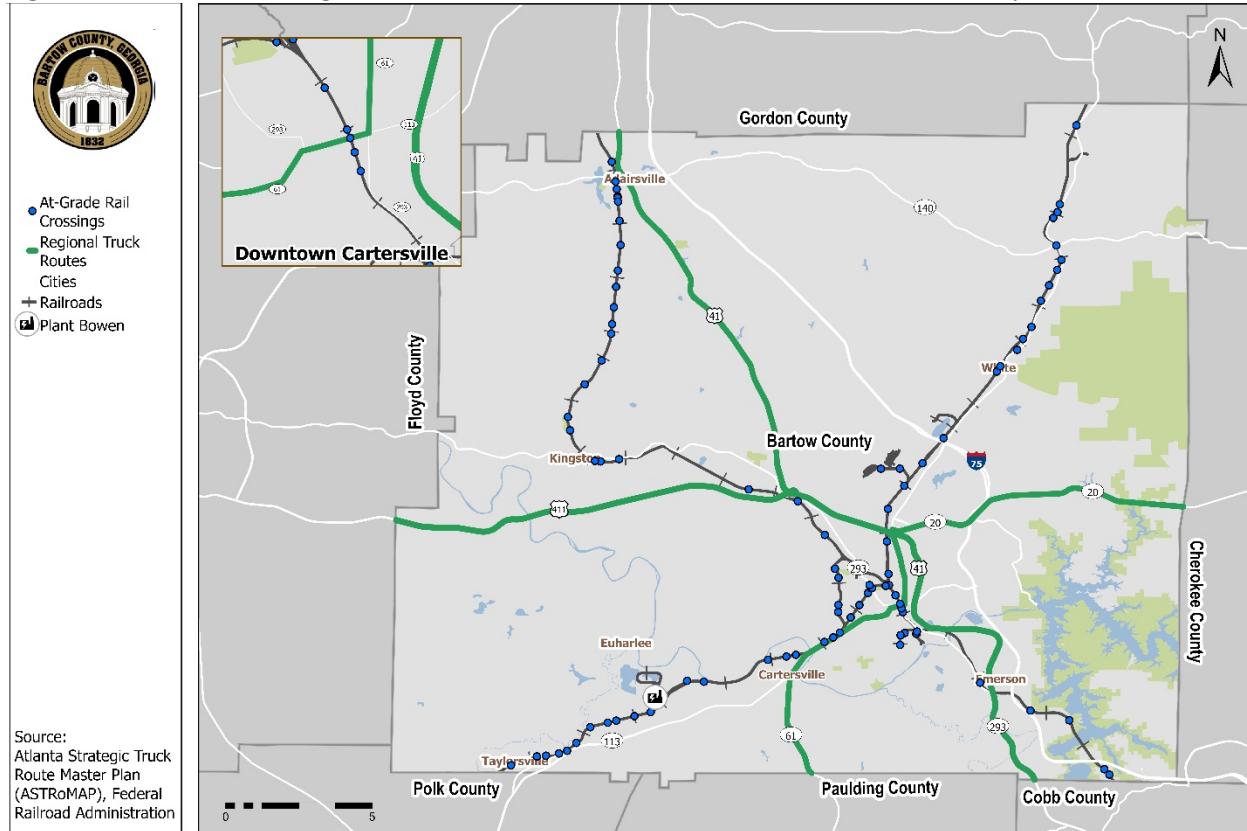 BARTOW COUNTY, GEORGIA
1832
At-Grade Rail
Crossings
Regional Truck
Routes
Cities
Railroads
Plant Bowen
Source:
Atlanta Strategic Truck
Route Master Plan
(ASTRoMAP), Federal
Railroad Administration
61
293
113
41
61
293
Downtown Cartersville
N
Gordon County
Adairsville
140
41
Floyd County
White
Bartow County
Kingston
75
411
20
20
293
41
Cherokee County
Euharlee
Cartersville
Emerson
293
61
113
Taylorsville
Polk County
Paulding County
Cobb County
0
5